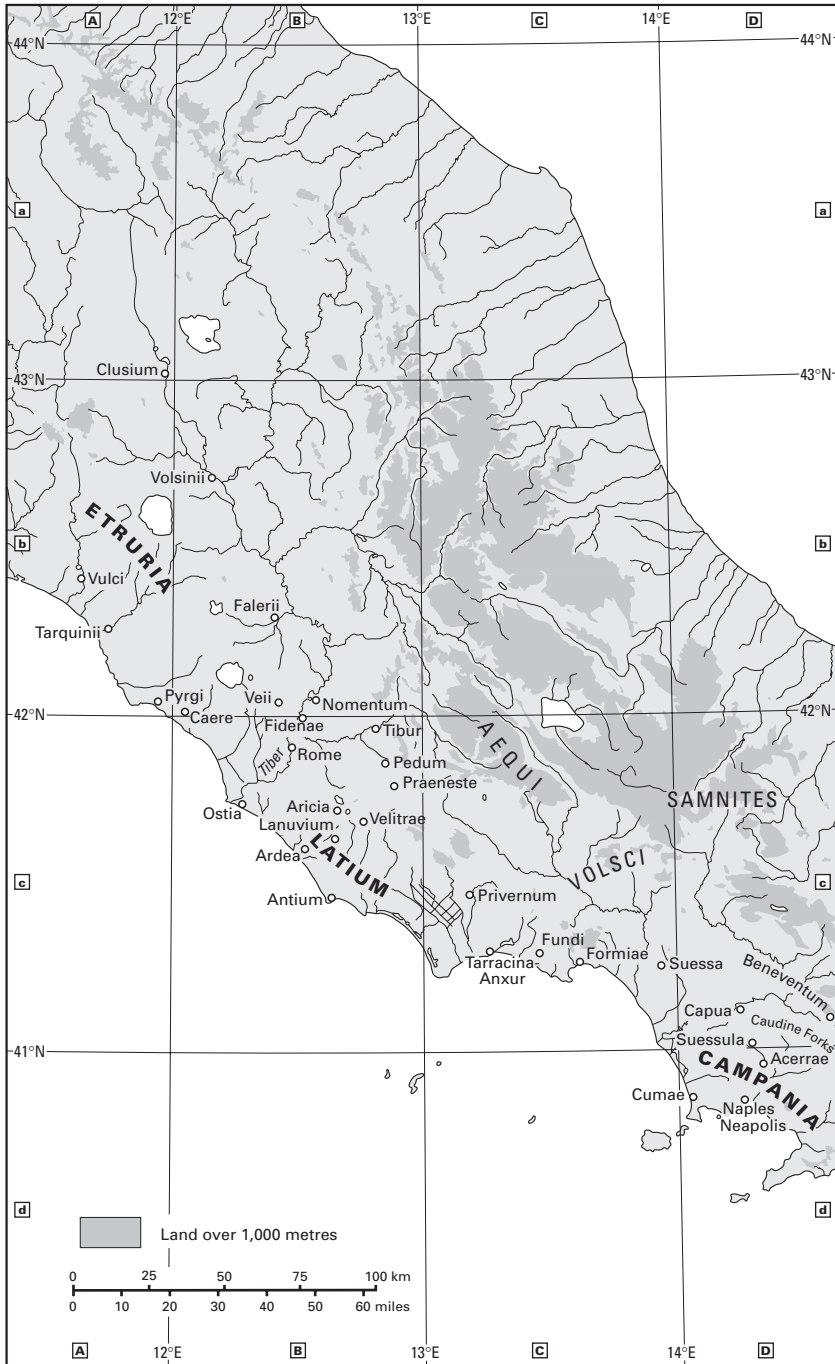 A
12°E
B
13°E
C
14°E
D
44°N
44°N
a
a
Clusium
43°N
43°N
Volsinii
ETRURIA
b
b
Vulci
Falerii
Tarquinii
Pyrgi
Veii
Nomentum
42°N
42°N
Caere
Fidenae
Tibur
AEQUI
Tiber
Rome
Pedum
Praeneste
SAMNITES
Ostia
Aricia
Velitrae
Lanuvium
Ardea
LATIUM
VOLSCI
c
c
Antium
Privernum
Fundi
Tarracina
Anxur
Formiae
Suessa
Beneventum
Capua
Caudine Forks
Suessula
41°N
Acerrae
CAMPANIA
Cumae
Naples
Neapolis
d
d
Land over 1,000 metres
0 25 50 75 100 km
0 10 20 30 40 50 60 miles
A
12°E
B
13°E
C
14°E
D